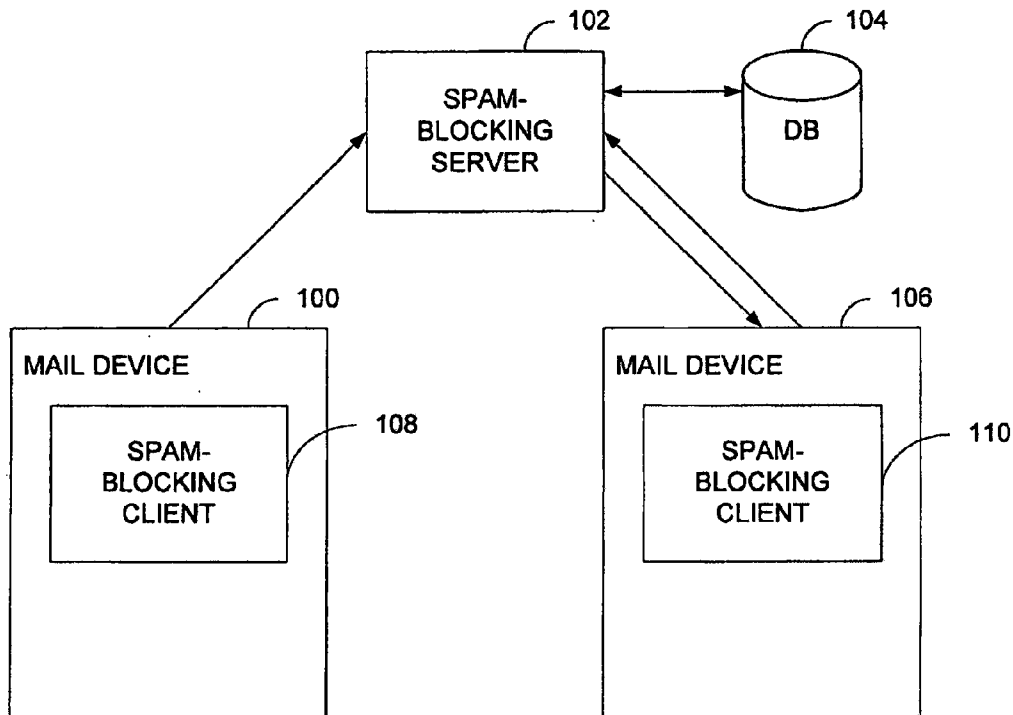 102
104
SPAM-
BLOCKING
SERVER
DB
100
106
MAIL DEVICE
MAIL DEVICE
108
110
SPAM-
BLOCKING
CLIENT
SPAM-
BLOCKING
CLIENT